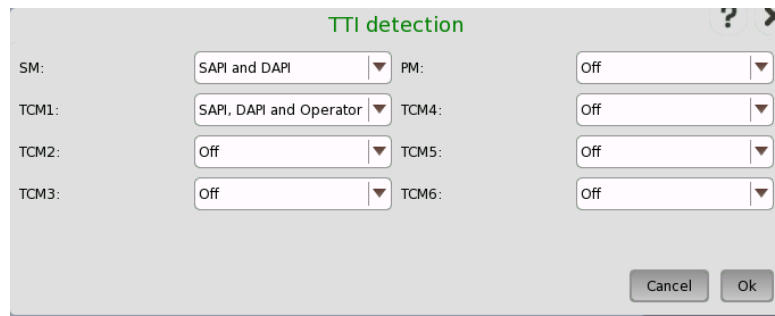 TTI detection ?
SM: SAPI and DAPI PM: Off
TCM1: SAPI, DAPI and Operator TCM4: Off
TCM2: Off TCM5: Off
TCM3: Off TCM6: Off
Cancel Ok